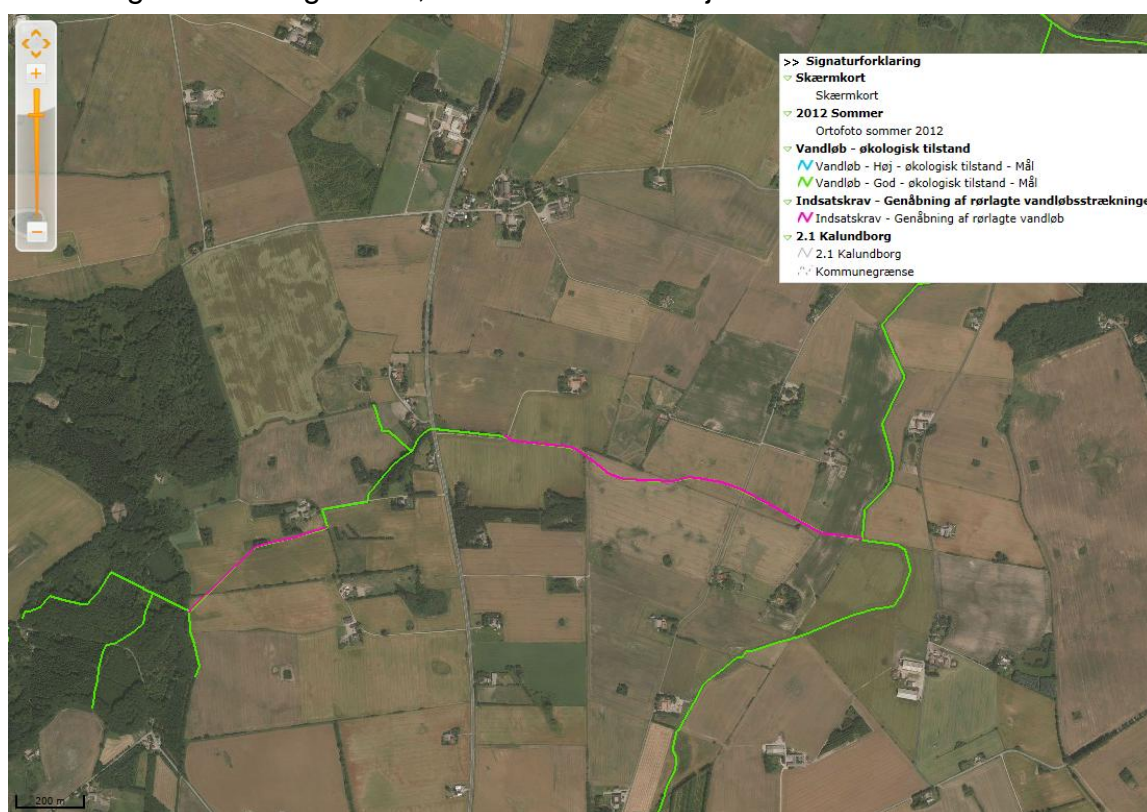 >> Signaturforklaring
Skærmkort
Skærmkort
2012 Sommer
Ortofoto sommer 2012
Vandløb - økologisk tilstand
Vandløb - Høj - økologisk tilstand - Mål
Vandløb - God - økologisk tilstand - Mål
Indsatskrav - Genåbning af rørlagte vandløbsstrækninge
Indsatskrav - Genåbning af rørlagte vandløb
2.1 Kalundborg
2.1 Kalundborg
Kommunegrænse
200 m